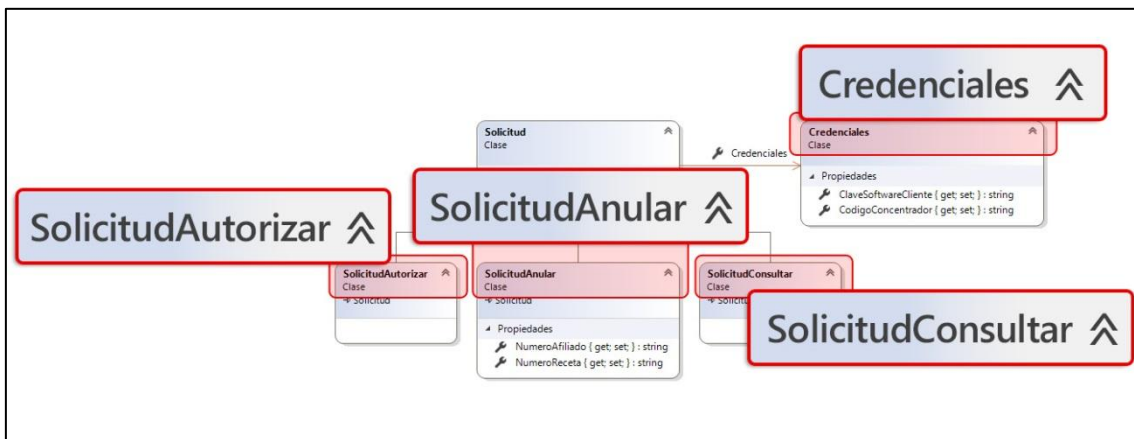 Credenciales
Solicitud
Clase
Credenciales
Credenciales
Clase
Propiedades
ClaveSoftwareCliente { get; set; } : string
CodigoConcentrador { get; set; } : string
SolicitudAutorizar
SolicitudAnular
SolicitudAutorizar
Clase
Solicitud
SolicitudAnular
Clase
Solicitud
Propiedades
NumeroAfiliado { get; set; } : string
NumeroReceta { get; set; } : string
SolicitudConsultar
Clase
SolicitudConsultar